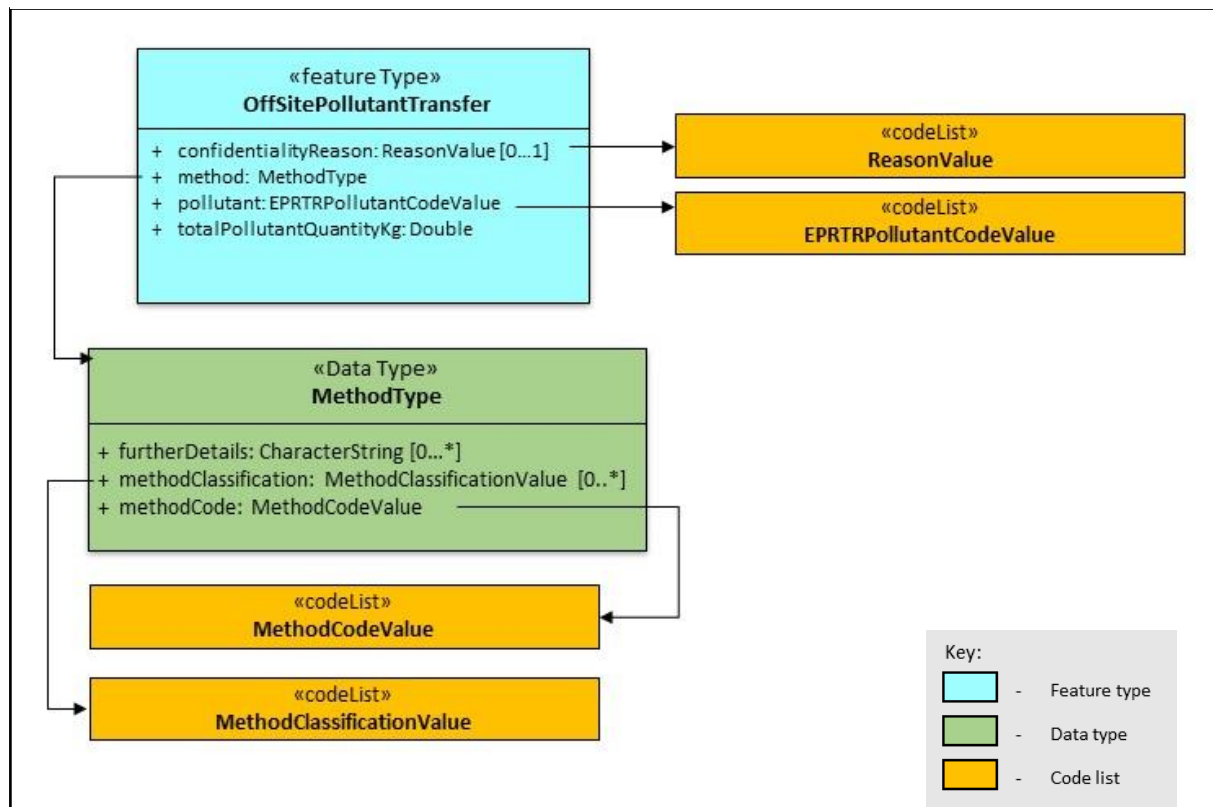 «feature Type»
OffSitePollutantTransfer
+ confidentialityReason: ReasonValue [0...1]
+ method: MethodType
+ pollutant: EPRTRPollutantCodeValue
+ totalPollutantQuantityKg: Double
«codeList»
ReasonValue
«codeList»
EPRTRPollutantCodeValue
«Data Type»
MethodType
+ furtherDetails: CharacterString [0...*]
+ methodClassification: MethodClassificationValue [0..*]
+ methodCode: MethodCodeValue
«codeList»
MethodCodeValue
«codeList»
MethodClassificationValue
Key:
- Feature type
- Data type
- Code list